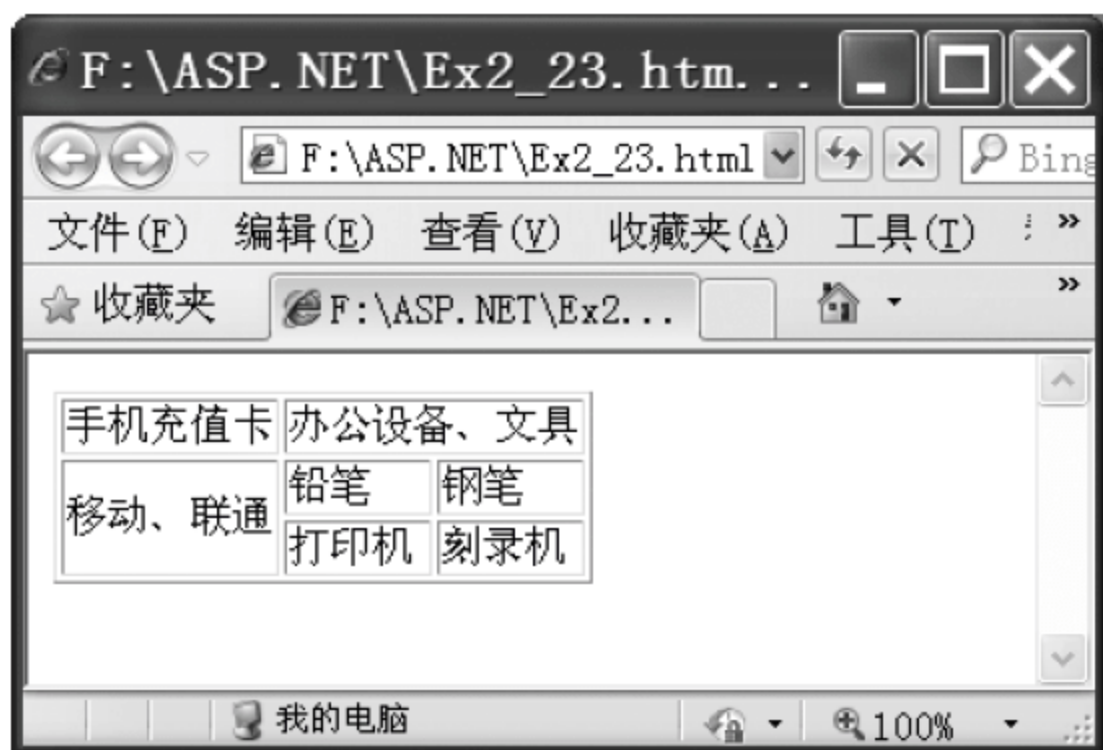 F:\ASP.NET\Ex2_23.htm...
F:\ASP.NET\Ex2_23.html Bing
文件(F) 编辑(E) 查看(V) 收藏夹(A) 工具(T) »
收藏夹 F:\ASP.NET\Ex2... »
手机充值卡 办公设备、文具
移动、联通 铅笔 钢笔
打印机 刻录机
我的电脑 100%